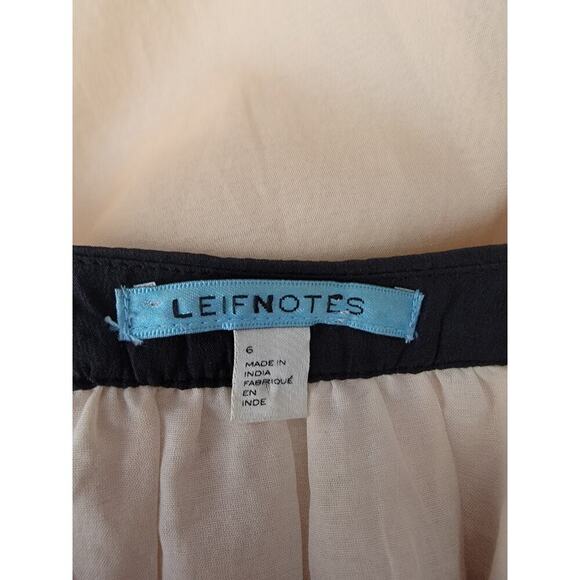 LEIFNOTES
6
MADE IN
INDIA
FABRIQUÉ
EN
INDE